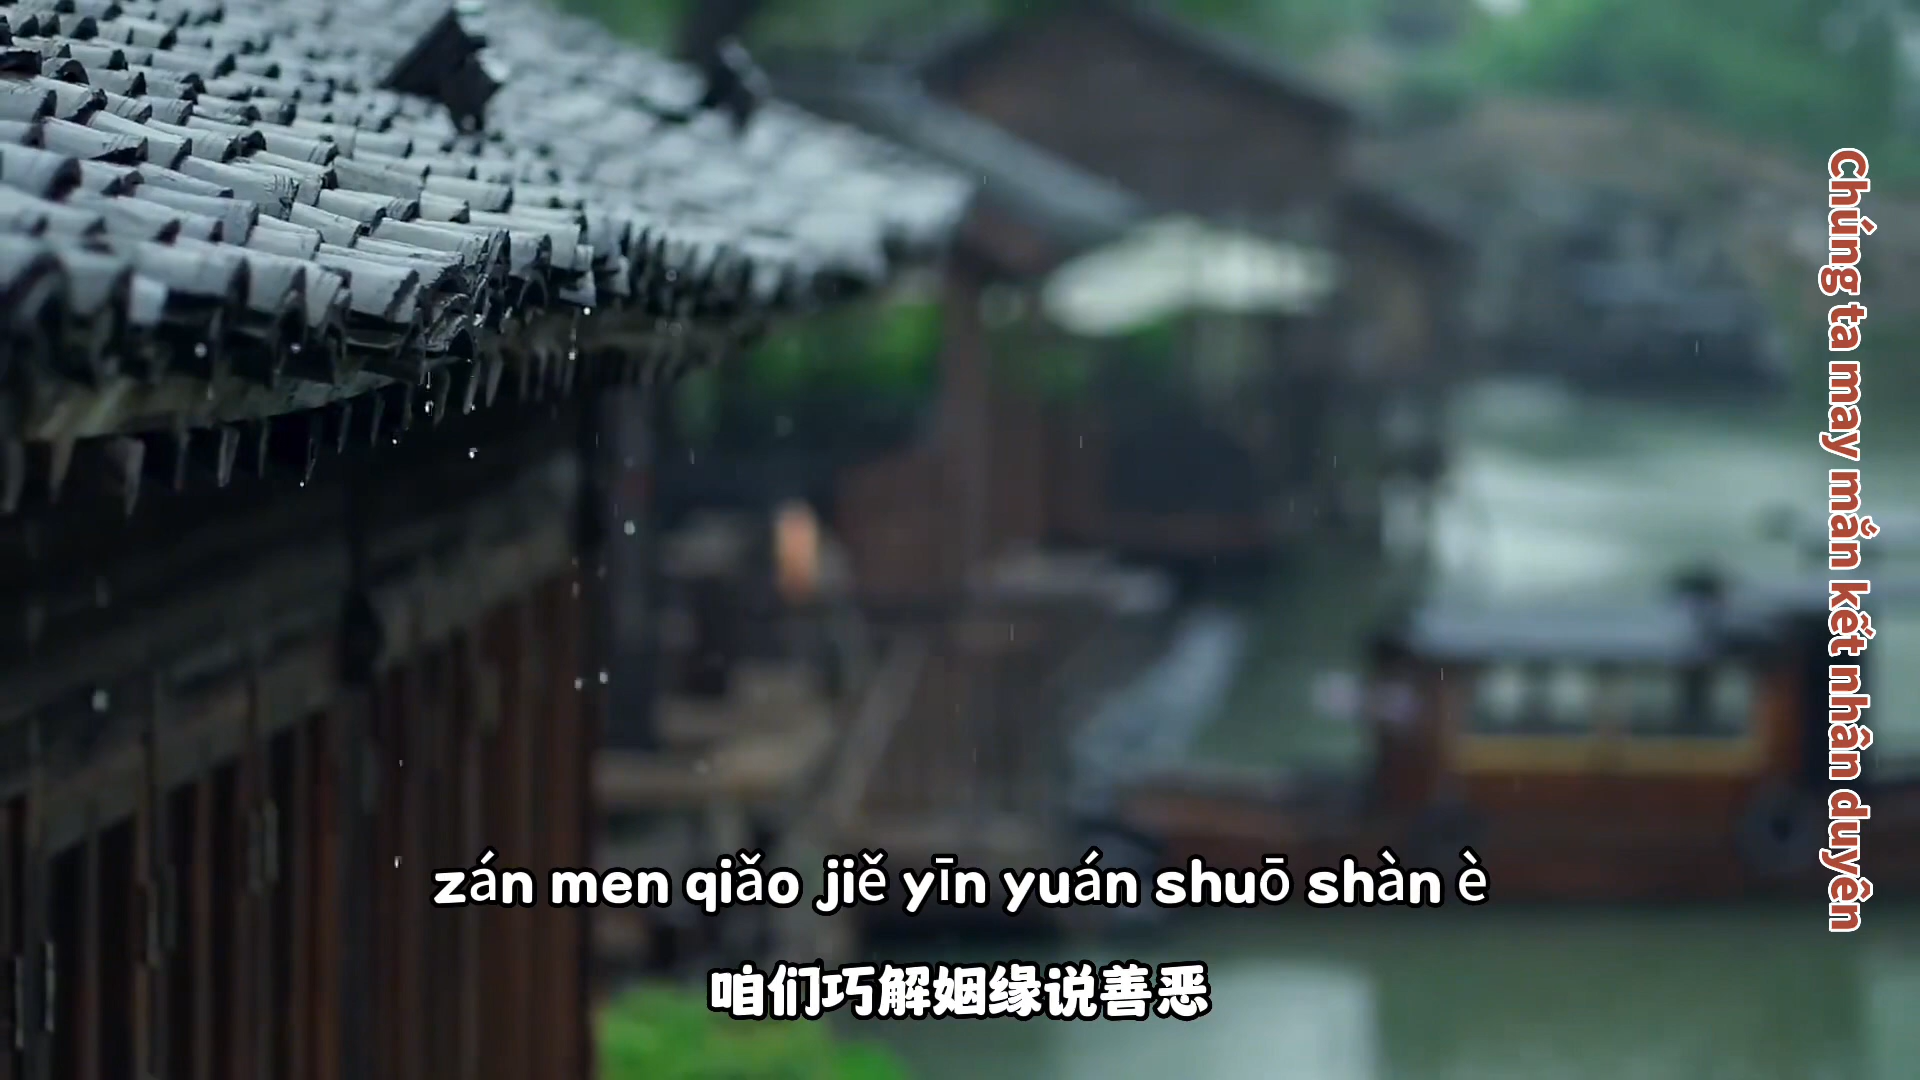 Chúng ta may mắn kết nhân duyên
zán men qiǎo jiě yīn yuán shuō shàn è
咱们巧解姻缘说善恶